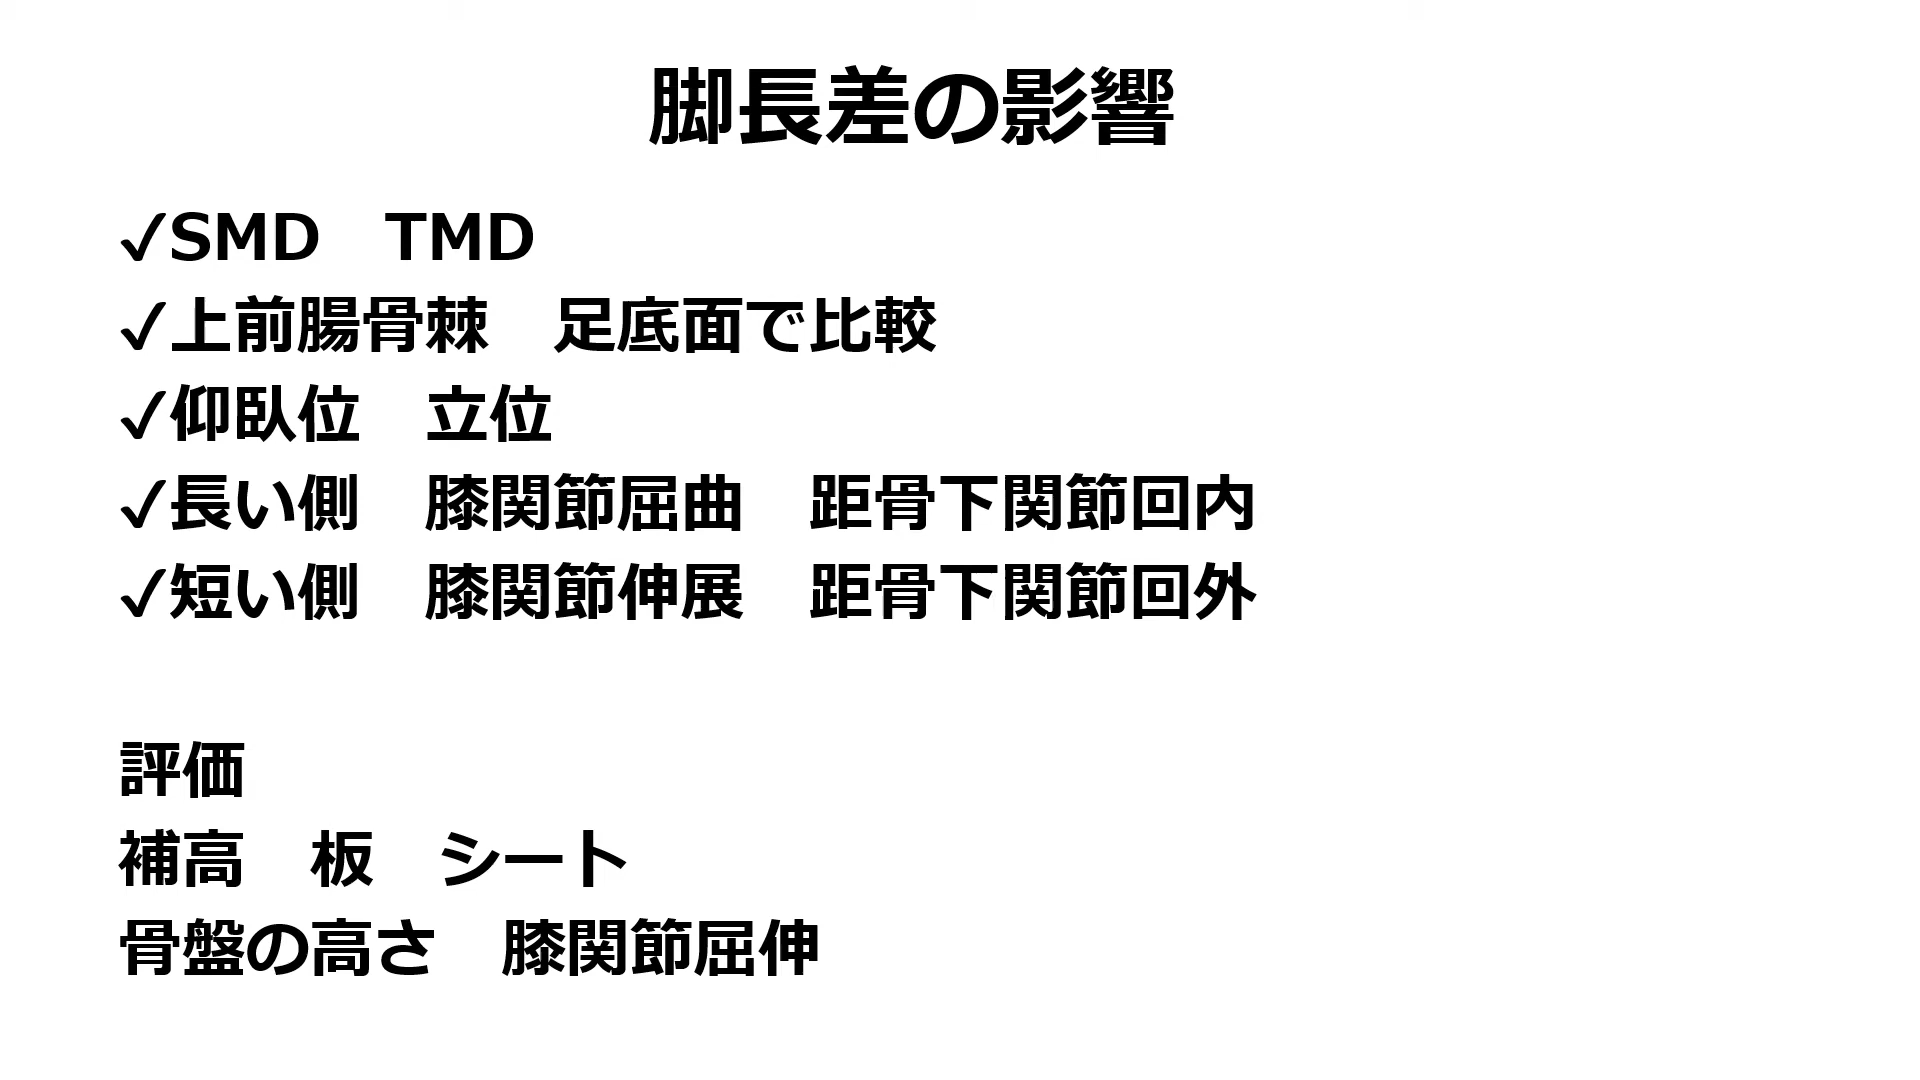 脚長差の影響
✓SMD　TMD
✓上前腸骨棘　足底面で比較
✓仰臥位　立位
✓長い側　膝関節屈曲　距骨下関節回内
✓短い側　膝関節伸展　距骨下関節回外
評価
補高　板　シート
骨盤の高さ　膝関節屈伸